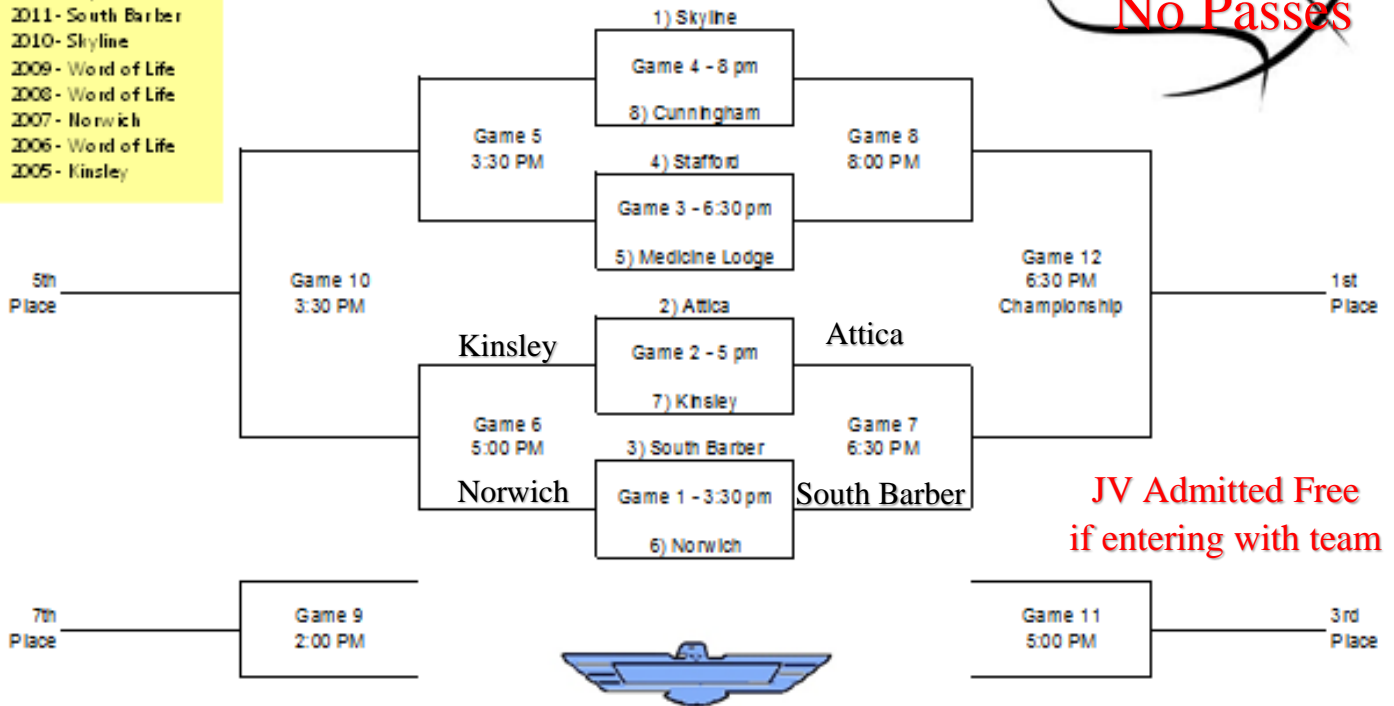 2011- South Barber
2010- Skyline
2009- Word of Life
2008- Word of Life
2007- Norwich
2006- Word of Life
2005- Kinsley
No Passes
1) Skyline
Game 4 - 8 pm
8) Cunningham
Game 5
3:30 PM
Game 8
8:00 PM
4) Stafford
Game 3 - 6:30 pm
5) Medicine Lodge
5th
Place
Game 10
3:30 PM
Game 12
6:30 PM
Championship
1st
Place
2) Attica
Kinsley
Game 2 - 5 pm
Attica
7) Kinsley
Game 6
5:00 PM
Game 7
6:30 PM
3) South Barber
Norwich
Game 1 - 3:30 pm
South Barber
6) Norwich
JV Admitted Free
if entering with team
7th
Place
Game 9
2:00 PM
Game 11
5:00 PM
3rd
Place